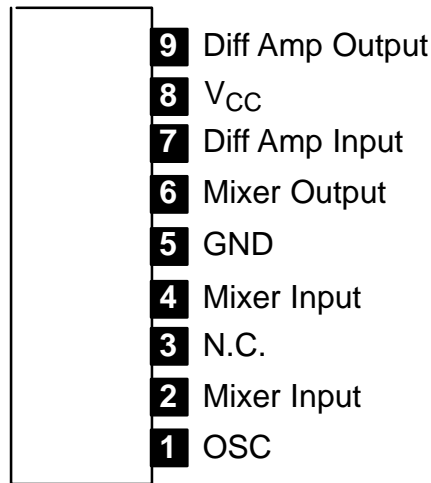 9 Diff Amp Output
8 VCC
7 Diff Amp Input
6 Mixer Output
5 GND
4 Mixer Input
3 N.C.
2 Mixer Input
1 OSC